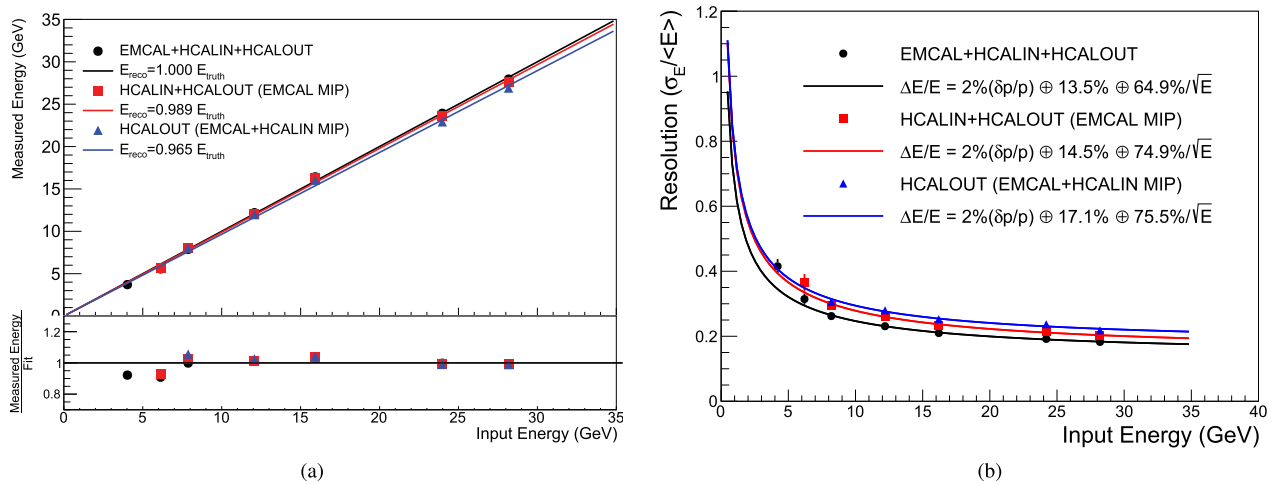 Measured Energy (GeV)
35
30
25
20
15
10
5
0
EMCAL+HCALIN+HCALOUT
E_reco=1.000 E_truth
HCALIN+HCALOUT (EMCAL MIP)
E_reco=0.989 E_truth
HCALOUT (EMCAL+HCALIN MIP)
E_reco=0.965 E_truth
Measured Energy
Fit
1.2
1
0.8
0 5 10 15 20 25 30 35
Input Energy (GeV)
(a)
Resolution (σ_E/<E>)
1.2
1
0.8
0.6
0.4
0.2
0
EMCAL+HCALIN+HCALOUT
ΔE/E = 2%(δp/p) ⊕ 13.5% ⊕ 64.9%/√E
HCALIN+HCALOUT (EMCAL MIP)
ΔE/E = 2%(δp/p) ⊕ 14.5% ⊕ 74.9%/√E
HCALOUT (EMCAL+HCALIN MIP)
ΔE/E = 2%(δp/p) ⊕ 17.1% ⊕ 75.5%/√E
0 5 10 15 20 25 30 35 40
Input Energy (GeV)
(b)